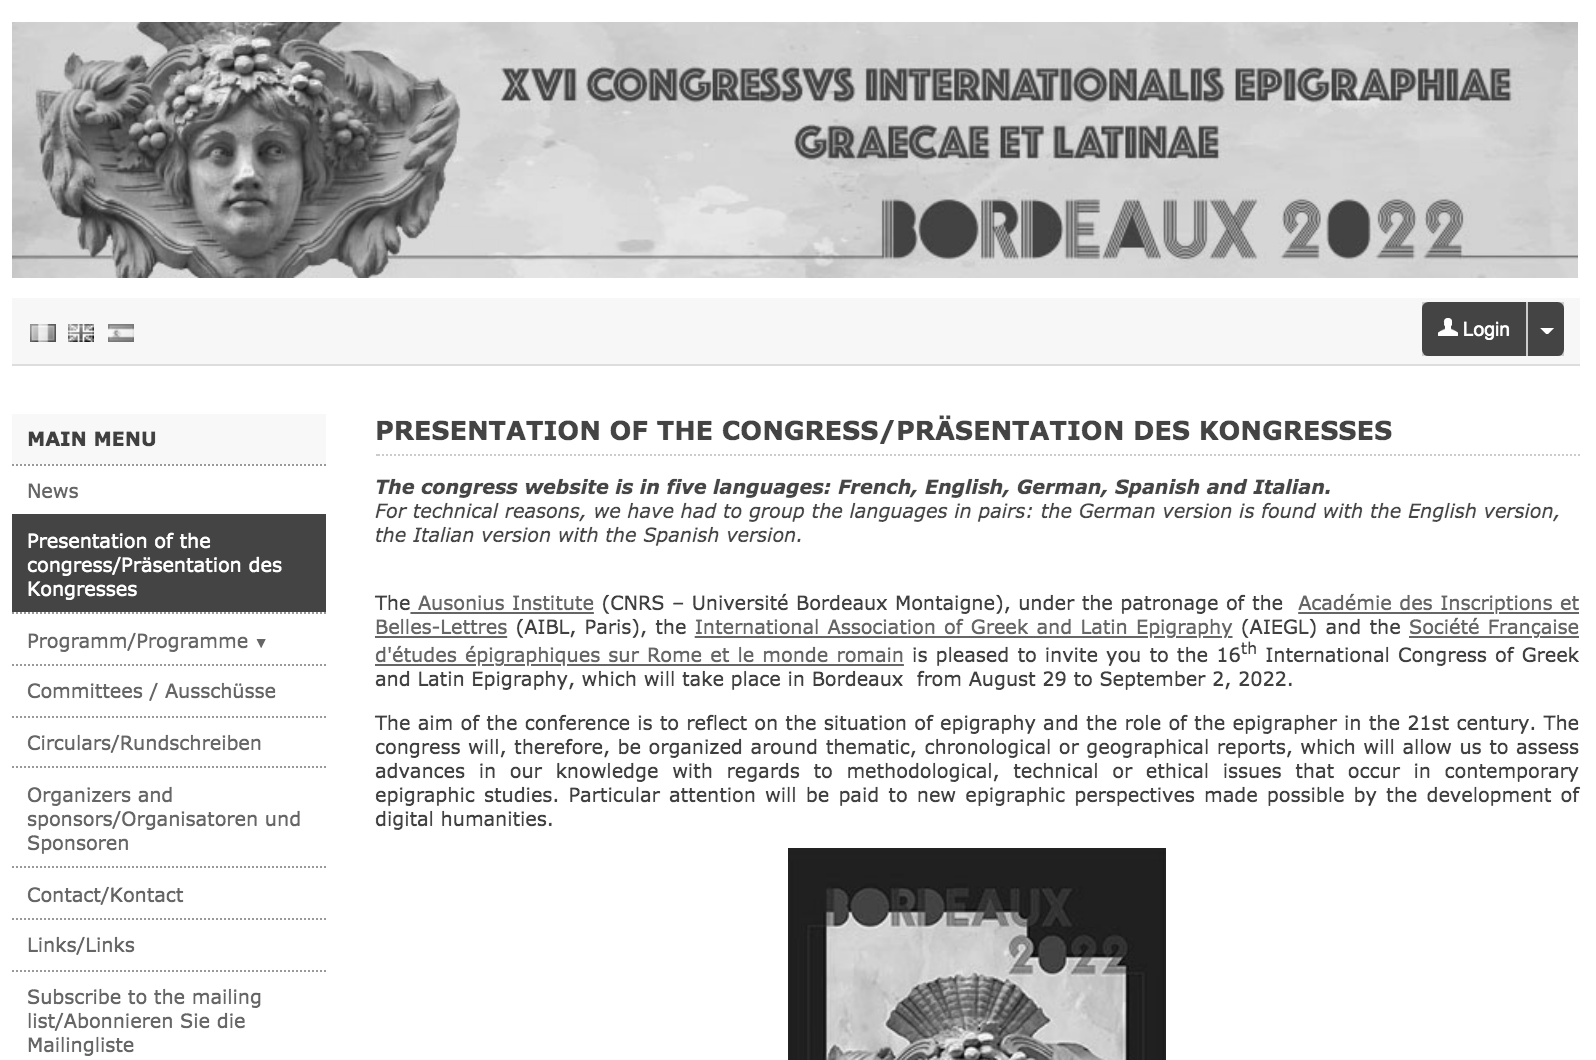 XVI CONGRESSVS INTERNATIONALIS EPIGRAPHIAE
GRAECAE ET LATINAE
BORDEAUX 2022
Login
MAIN MENU
News
Presentation of the
congress/Präsentation des
Kongresses
Programm/Programme ▼
Committees / Ausschüsse
Circulars/Rundschreiben
Organizers and
sponsors/Organisatoren und
Sponsoren
Contact/Kontact
Links/Links
Subscribe to the mailing
list/Abonnieren Sie die
Mailingliste
PRESENTATION OF THE CONGRESS/PRÄSENTATION DES KONGRESSES
The congress website is in five languages: French, English, German, Spanish and Italian.
For technical reasons, we have had to group the languages in pairs: the German version is found with the English version,
the Italian version with the Spanish version.
The Ausonius Institute (CNRS – Université Bordeaux Montaigne), under the patronage of the Académie des Inscriptions et
Belles-Lettres (AIBL, Paris), the International Association of Greek and Latin Epigraphy (AIEGL) and the Société Française
d'études épigraphiques sur Rome et le monde romain is pleased to invite you to the 16th International Congress of Greek
and Latin Epigraphy, which will take place in Bordeaux from August 29 to September 2, 2022.
The aim of the conference is to reflect on the situation of epigraphy and the role of the epigrapher in the 21st century. The
congress will, therefore, be organized around thematic, chronological or geographical reports, which will allow us to assess
advances in our knowledge with regards to methodological, technical or ethical issues that occur in contemporary
epigraphic studies. Particular attention will be paid to new epigraphic perspectives made possible by the development of
digital humanities.
BORDEAUX
2022